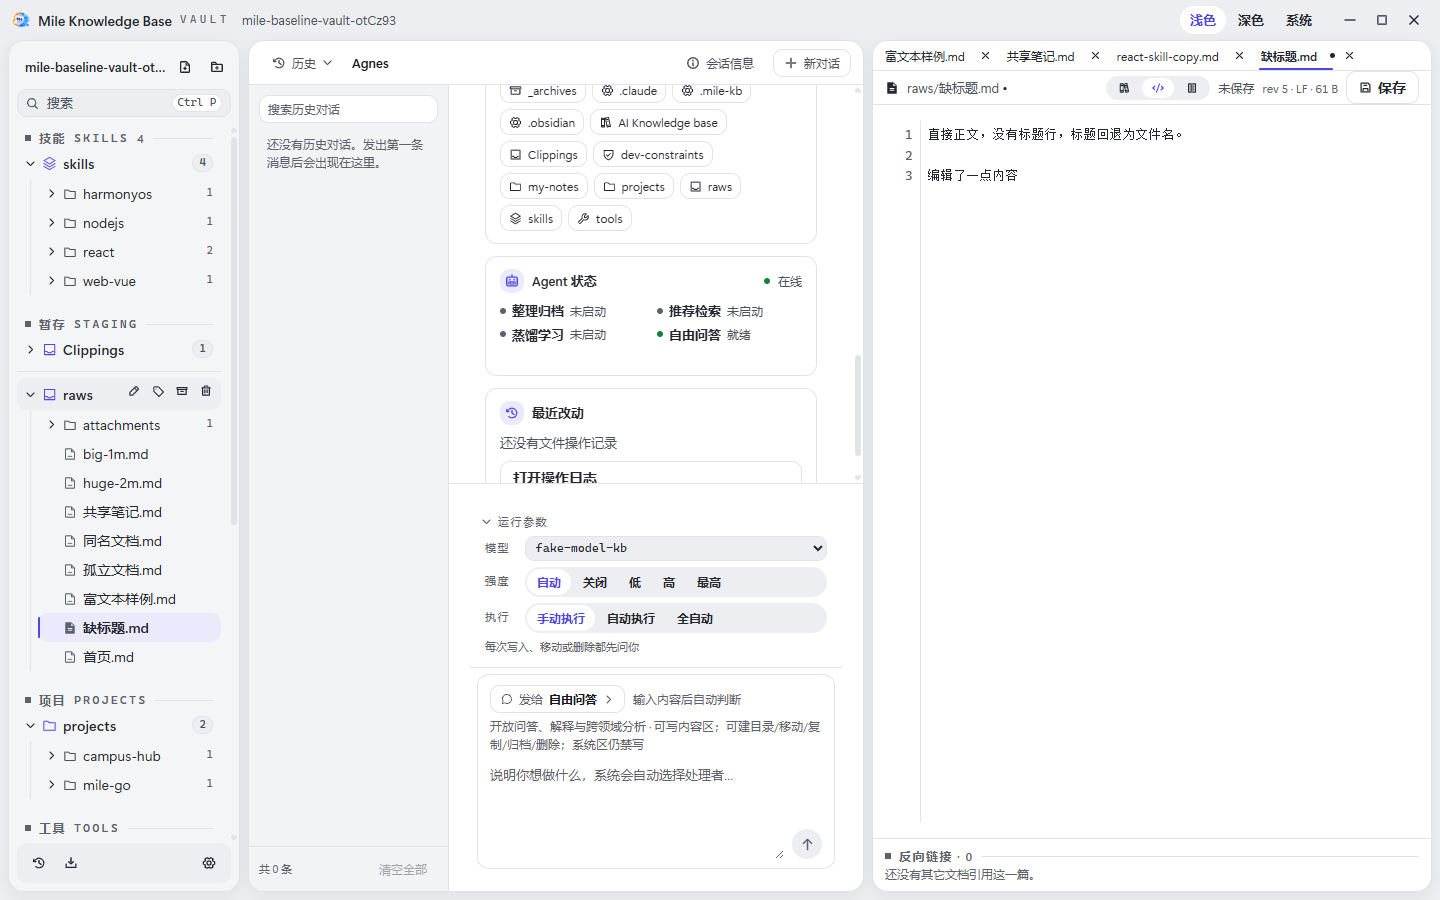 Mile Knowledge Base VAULT mile-baseline-vault-otCz93
浅色 深色 系统
mile-baseline-vault-ot...
搜索 Ctrl P
技能 SKILLS 4
skills 4
harmonyos 1
nodejs 1
react 2
web-vue 1
暂存 STAGING
Clippings 1
raws
attachments 1
big-1m.md
huge-2m.md
共享笔记.md
同名文档.md
孤立文档.md
富文本样例.md
缺标题.md
首页.md
项目 PROJECTS
projects 2
campus-hub 1
mile-go 1
工具 TOOLS
历史 Agnes
会话信息 新对话
搜索历史对话
还没有历史对话。发出第一条
消息后会出现在这里。
共 0 条 清空全部
_archives .claude .mile-kb
.obsidian AI Knowledge base
Clippings dev-constraints
my-notes projects raws
skills tools
Agent 状态 在线
整理归档 未启动 推荐检索 未启动
蒸馏学习 未启动 自由问答 就绪
最近改动
还没有文件操作记录
打开操作日志
运行参数
模型 fake-model-kb
强度 自动 关闭 低 高 最高
执行 手动执行 自动执行 全自动
每次写入、移动或删除都先问你
发给 自由问答 输入内容后自动判断
开放问答、解释与跨领域分析 · 可写内容区；可建目录/移动/复
制/归档/删除；系统区仍禁写
说明你想做什么，系统会自动选择处理者...
富文本样例.md 共享笔记.md react-skill-copy.md 缺标题.md
raws/缺标题.md • 未保存 rev 5 · LF · 61 B 保存
1 直接正文，没有标题行，标题回退为文件名。
2
3 编辑了一点内容
反向链接 · 0
还没有其它文档引用这一篇。